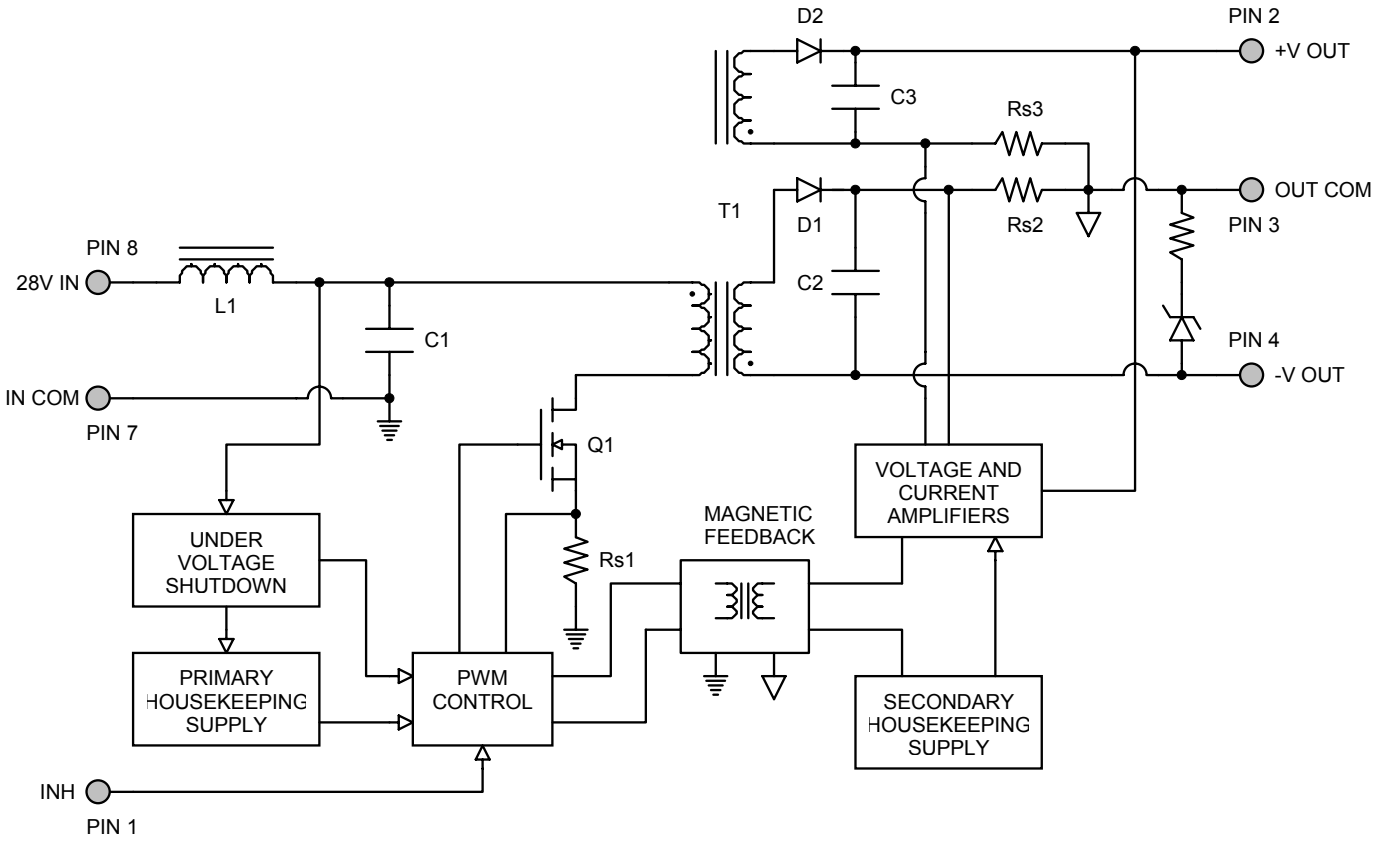 D2
PIN 2
+V OUT
C3
Rs3
T1
D1
Rs2
OUT COM
PIN 3
PIN 8
28V IN
L1
C2
C1
PIN 4
-V OUT
IN COM
PIN 7
Q1
VOLTAGE AND
CURRENT
AMPLIFIERS
MAGNETIC
FEEDBACK
UNDER
VOLTAGE
SHUTDOWN
Rs1
PRIMARY
HOUSEKEEPING
SUPPLY
PWM
CONTROL
SECONDARY
HOUSEKEEPING
SUPPLY
INH
PIN 1